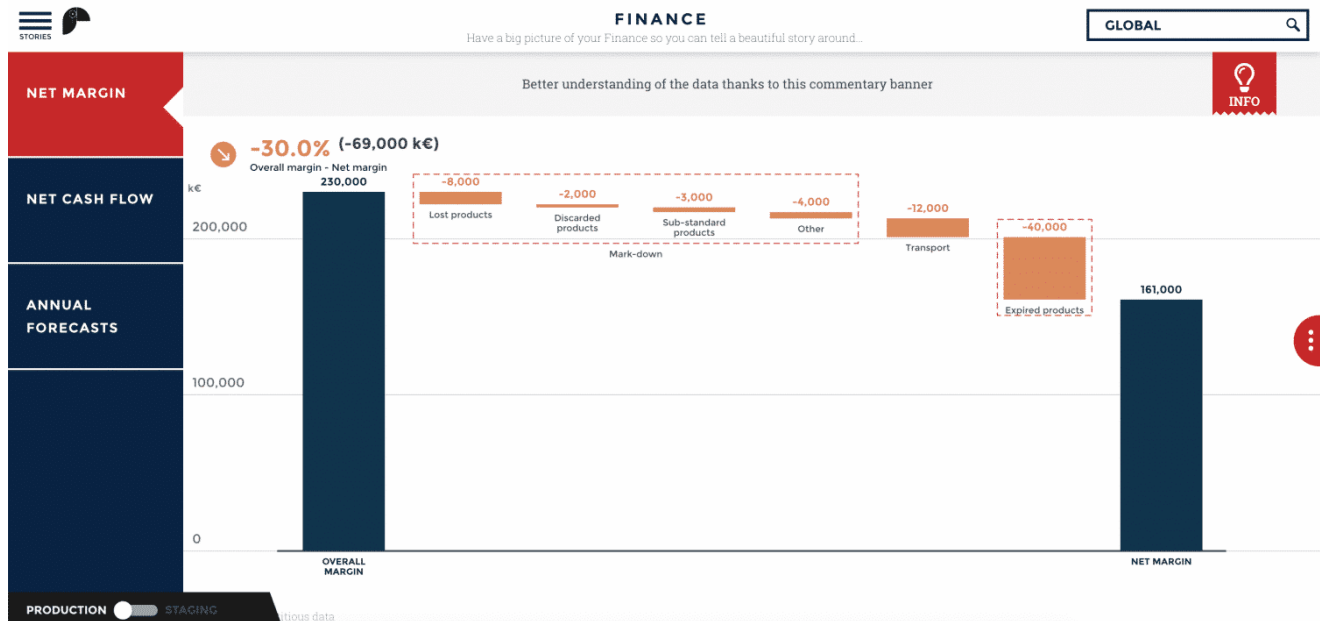 STORIES
FINANCE
Have a big picture of your Finance so you can tell a beautiful story around...
GLOBAL
NET MARGIN
NET CASH FLOW
ANNUAL
FORECASTS
Better understanding of the data thanks to this commentary banner
INFO
-30.0% (-69,000 k€)
Overall margin - Net margin
k€
200,000
100,000
0
230,000
OVERALL
MARGIN
-8,000
Lost products
-2,000
Discarded
products
-3,000
Sub-standard
products
-4,000
Other
Mark-down
-12,000
Transport
-40,000
Expired products
161,000
NET MARGIN
PRODUCTION STAGING
data